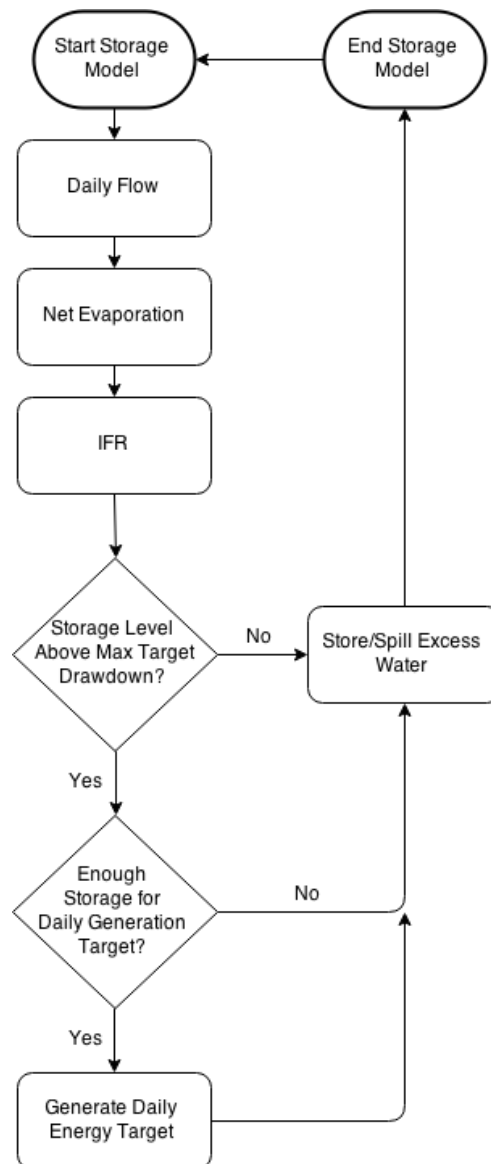 Start Storage
Model
End Storage
Model
Daily Flow
Net Evaporation
IFR
Storage Level
Above Max Target
Drawdown?
No
Store/Spill Excess
Water
Yes
Enough
Storage for
Daily Generation
Target?
No
Yes
Generate Daily
Energy Target